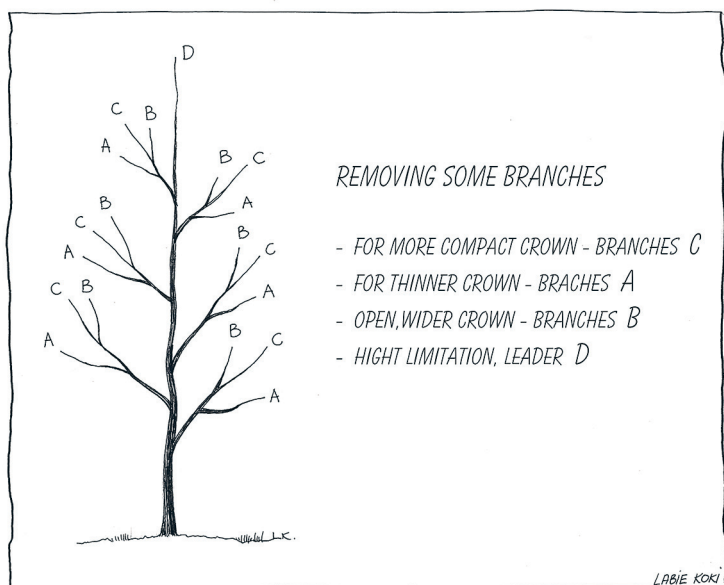 D
C
B
A
B
C
B
A
C
B
A
C
C
B
A
B
A
C
A
REMOVING SOME BRANCHES
- FOR MORE COMPACT CROWN - BRANCHES C
- FOR THINNER CROWN - BRACHES A
- OPEN, WIDER CROWN - BRANCHES B
- HIGHT LIMITATION, LEADER D
L.K.
LABIE KOKI